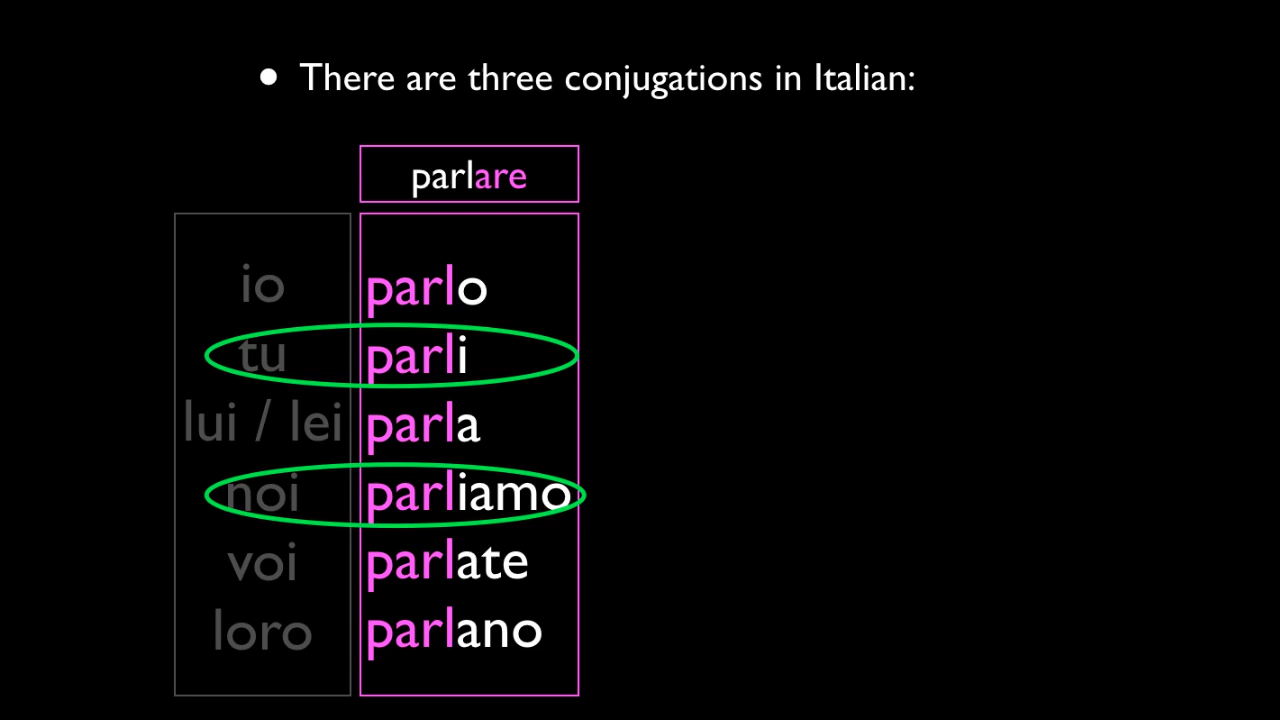 • There are three conjugations in Italian:
parlare
io parlo
tu parli
lui / lei parla
noi parliamo
voi parlate
loro parlano